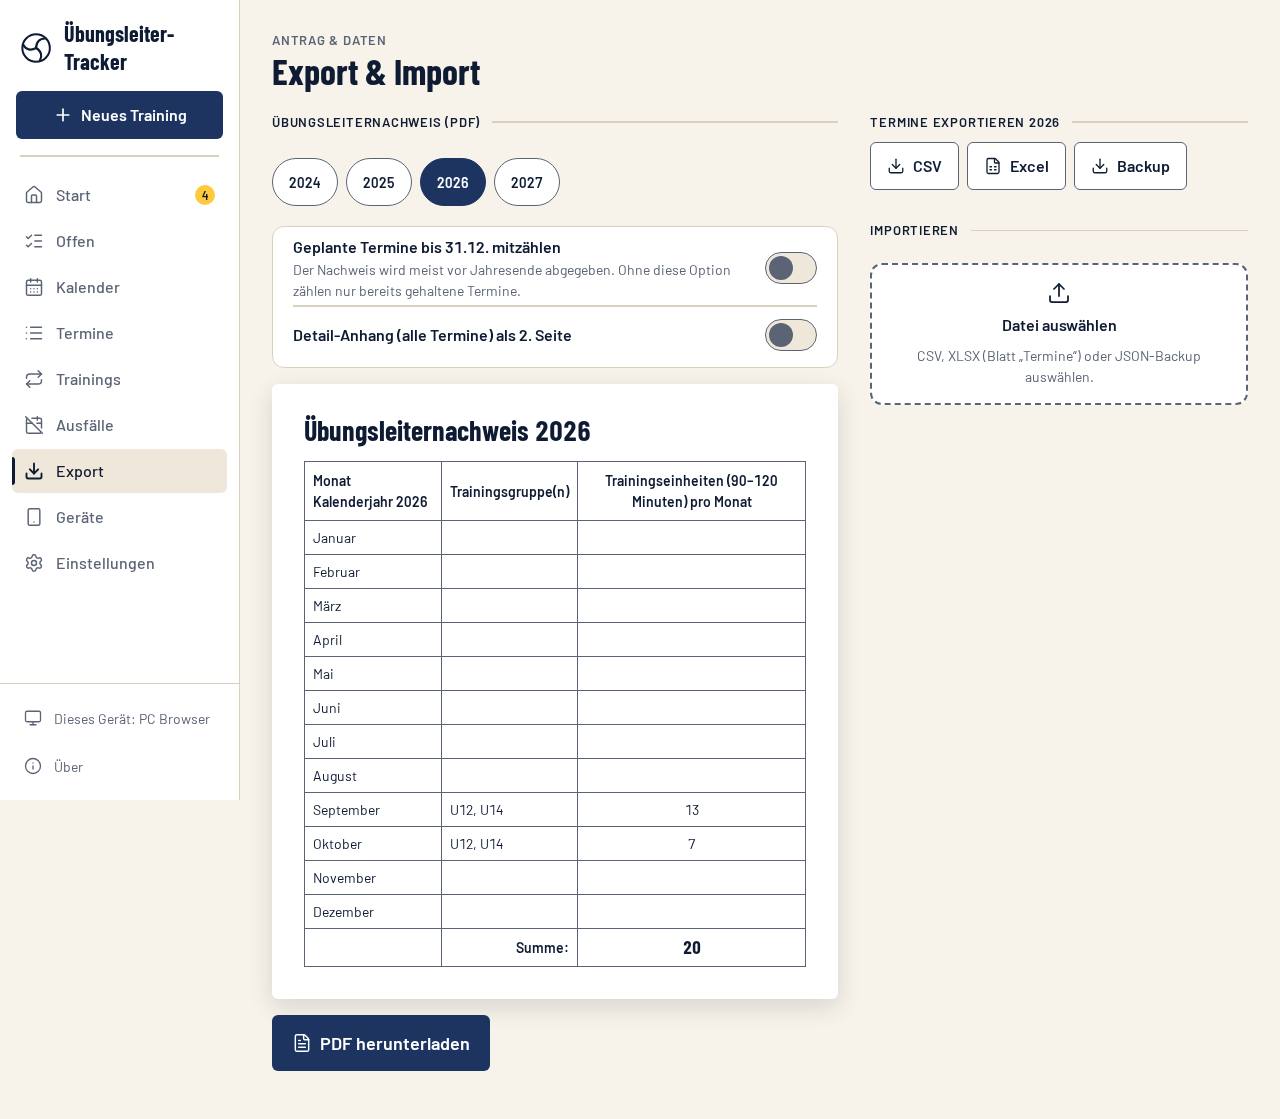 Übungsleiter-
Tracker
Neues Training
Start 4
Offen
Kalender
Termine
Trainings
Ausfälle
Export
Geräte
Einstellungen
Dieses Gerät: PC Browser
Über
ANTRAG & DATEN
Export & Import
ÜBUNGSLEITERNACHWEIS (PDF)
2024 2025 2026 2027
Geplante Termine bis 31.12. mitzählen
Der Nachweis wird meist vor Jahresende abgegeben. Ohne diese Option
zählen nur bereits gehaltene Termine.
Detail-Anhang (alle Termine) als 2. Seite
Übungsleiternachweis 2026
Monat
Kalenderjahr 2026
Trainingsgruppe(n)
Trainingseinheiten (90–120
Minuten) pro Monat
Januar
Februar
März
April
Mai
Juni
Juli
August
September U12, U14 13
Oktober U12, U14 7
November
Dezember
Summe: 20
PDF herunterladen
TERMINE EXPORTIEREN 2026
CSV Excel Backup
IMPORTIEREN
Datei auswählen
CSV, XLSX (Blatt „Termine“) oder JSON-Backup
auswählen.